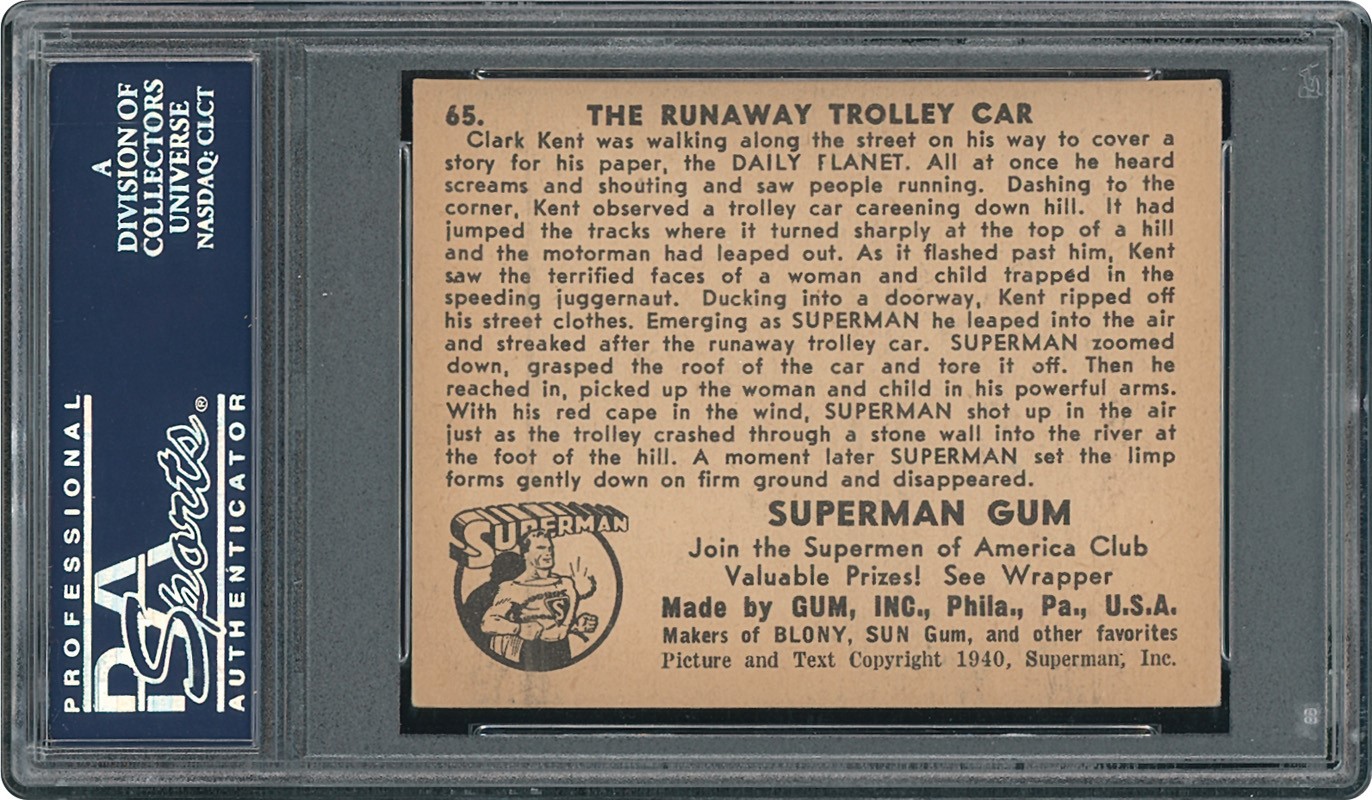 A
DIVISION OF
COLLECTORS
UNIVERSE
NASDAQ: CLCT
PROFESSIONAL
PSA
Sports®
AUTHENTICATOR
65. THE RUNAWAY TROLLEY CAR
Clark Kent was walking along the street on his way to cover a
story for his paper, the DAILY FLANET. All at once he heard
screams and shouting and saw people running. Dashing to the
corner, Kent observed a trolley car careening down hill. It had
jumped the tracks where it turned sharply at the top of a hill
and the motorman had leaped out. As it flashed past him, Kent
saw the terrified faces of a woman and child trapped in the
speeding juggernaut. Ducking into a doorway, Kent ripped off
his street clothes. Emerging as SUPERMAN he leaped into the air
and streaked after the runaway trolley car. SUPERMAN zoomed
down, grasped the roof of the car and tore it off. Then he
reached in, picked up the woman and child in his powerful arms.
With his red cape in the wind, SUPERMAN shot up in the air
just as the trolley crashed through a stone wall into the river at
the foot of the hill. A moment later SUPERMAN set the limp
forms gently down on firm ground and disappeared.
SUPERMAN
S
SUPERMAN GUM
Join the Supermen of America Club
Valuable Prizes! See Wrapper
Made by GUM, INC., Phila., Pa., U.S.A.
Makers of BLONY, SUN Gum, and other favorites
Picture and Text Copyright 1940, Superman, Inc.